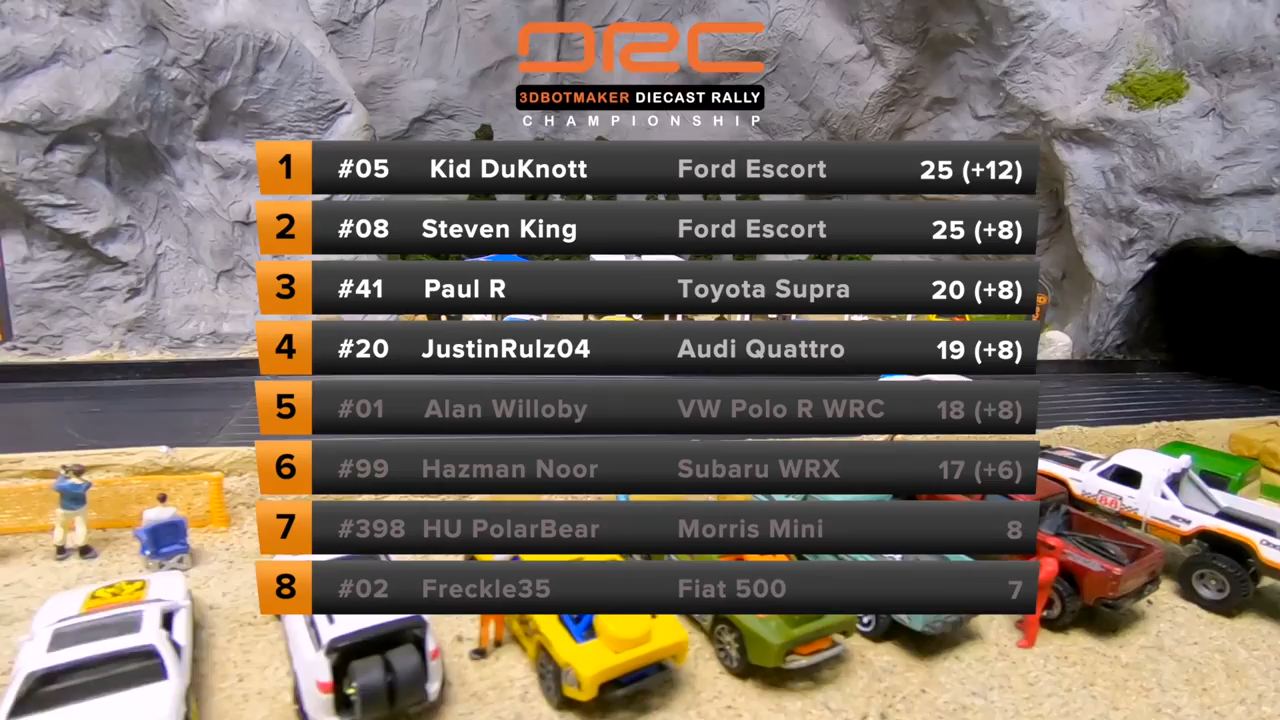 DRC
3DBOTMAKER DIECAST RALLY
CHAMPIONSHIP
1 #05 Kid DuKnott Ford Escort 25 (+12)
2 #08 Steven King Ford Escort 25 (+8)
3 #41 Paul R Toyota Supra 20 (+8)
4 #20 JustinRulz04 Audi Quattro 19 (+8)
5 #01 Alan Willoby VW Polo R WRC 18 (+8)
6 #99 Hazman Noor Subaru WRX 17 (+6)
7 #398 HU PolarBear Morris Mini 8
8 #02 Freckle35 Fiat 500 7
88